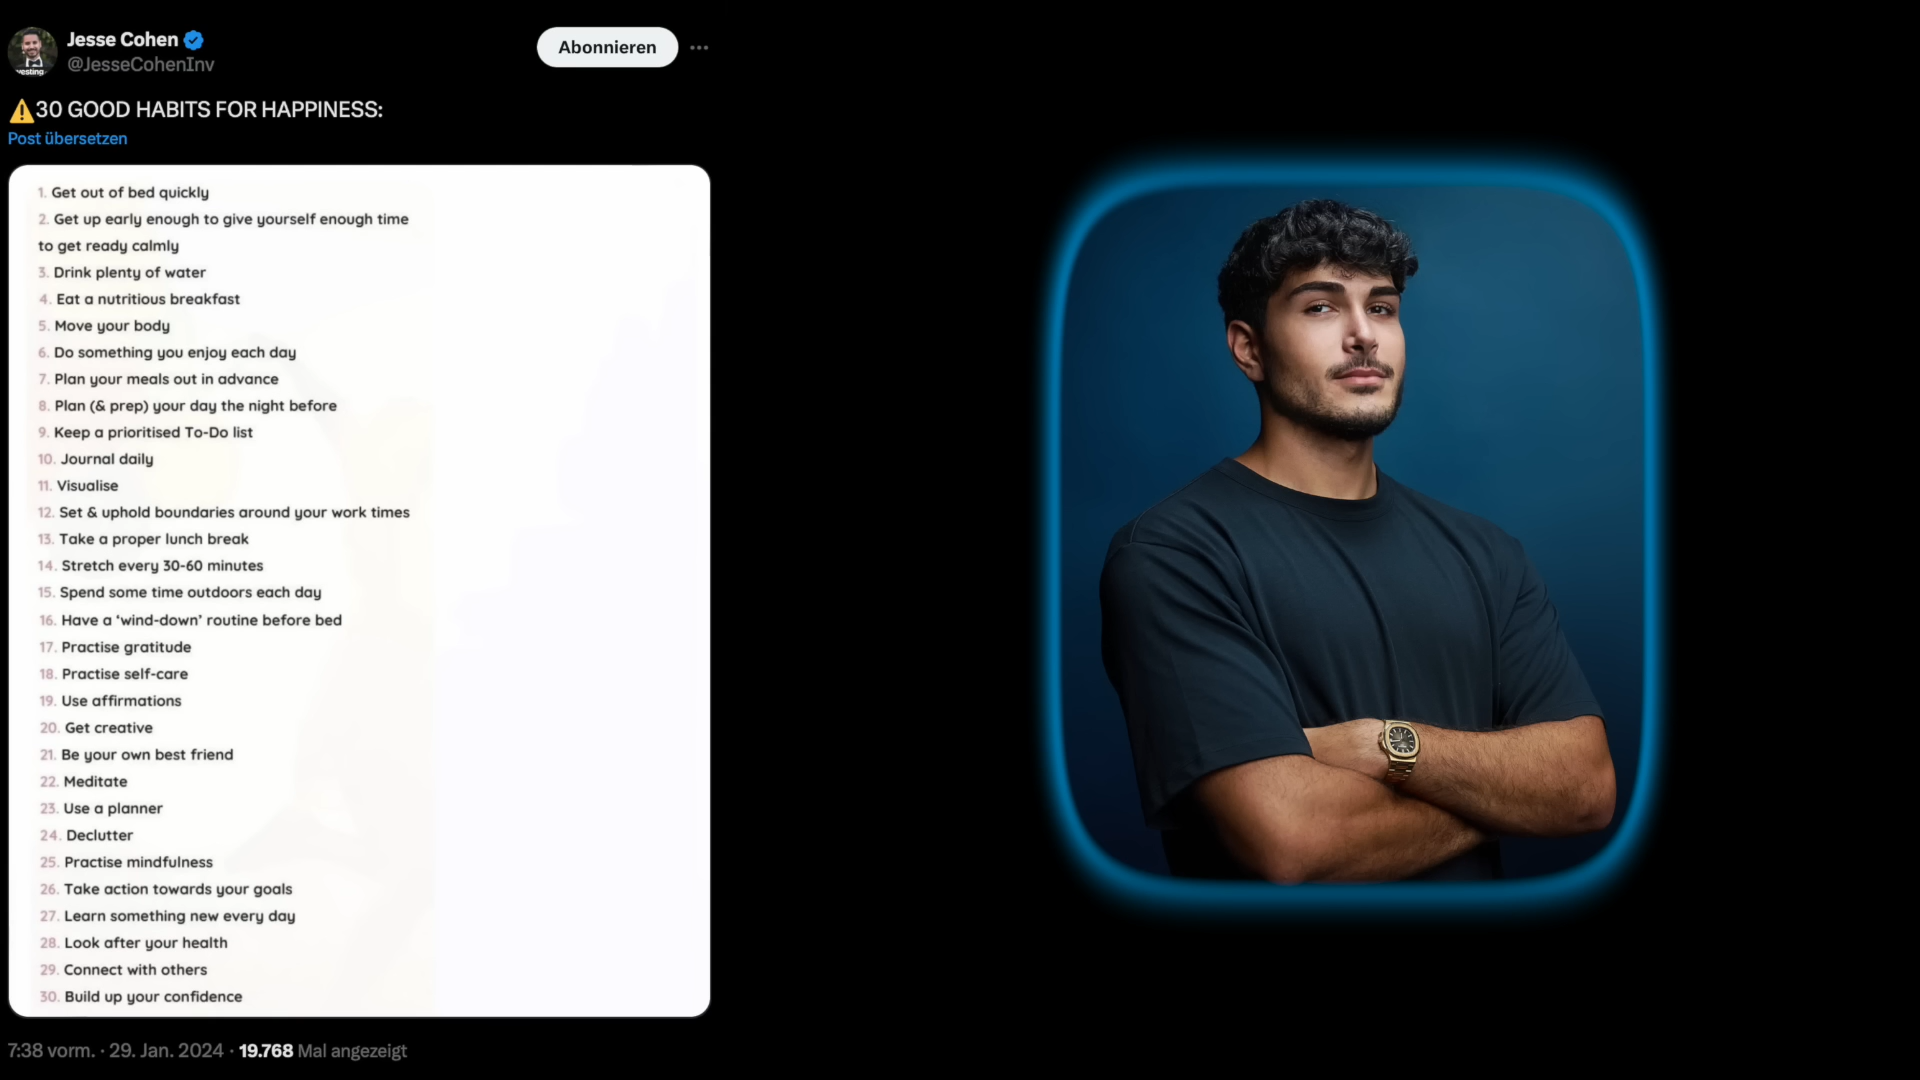 Jesse Cohen
@JesseCohenInv
Abonnieren
vesting
⚠️30 GOOD HABITS FOR HAPPINESS:
Post übersetzen
1. Get out of bed quickly
2. Get up early enough to give yourself enough time
to get ready calmly
3. Drink plenty of water
4. Eat a nutritious breakfast
5. Move your body
6. Do something you enjoy each day
7. Plan your meals out in advance
8. Plan (& prep) your day the night before
9. Keep a prioritised To-Do list
10. Journal daily
11. Visualise
12. Set & uphold boundaries around your work times
13. Take a proper lunch break
14. Stretch every 30-60 minutes
15. Spend some time outdoors each day
16. Have a ‘wind-down’ routine before bed
17. Practise gratitude
18. Practise self-care
19. Use affirmations
20. Get creative
21. Be your own best friend
22. Meditate
23. Use a planner
24. Declutter
25. Practise mindfulness
26. Take action towards your goals
27. Learn something new every day
28. Look after your health
29. Connect with others
30. Build up your confidence
7:38 vorm. · 29. Jan. 2024 · 19.768 Mal angezeigt